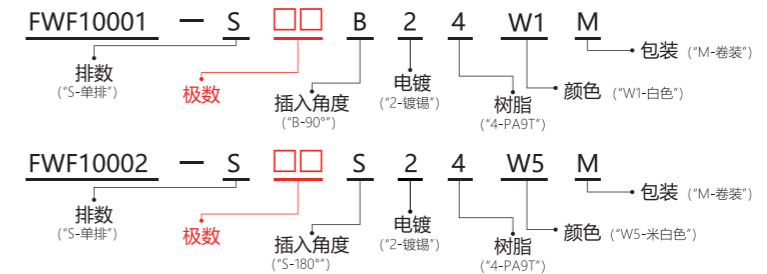 FWF10001 — S □□ B 2 4 W1 M
包装 (“M-卷装”)
排数
(“S-单排”)
极数
插入角度
(“B-90°”)
电镀
(“2-镀锡”)
树脂
(“4-PA9T”)
颜色 (“W1-白色”)
FWF10002 — S □□ S 2 4 W5 M
包装 (“M-卷装”)
排数
(“S-单排”)
极数
插入角度
(“S-180°”)
电镀
(“2-镀锡”)
树脂
(“4-PA9T”)
颜色 (“W5-米白色”)